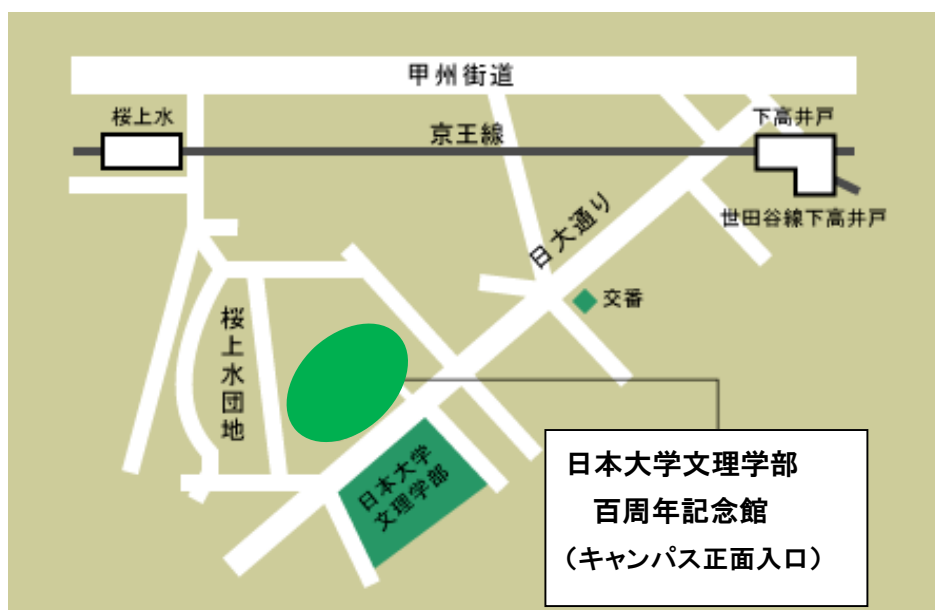 甲州街道
桜上水
京王線
下高井戸
世田谷線下高井戸
日大通り
交番
桜上水団地
日本大学
文理学部
日本大学文理学部
百周年記念館
（キャンパス正面入口）